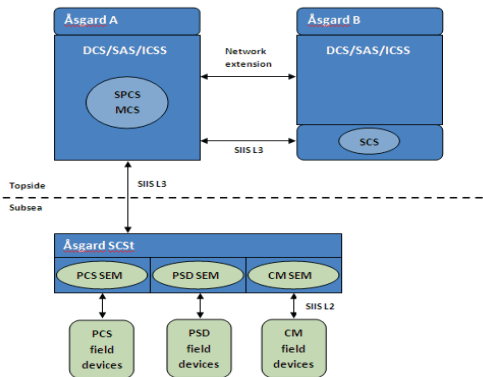 Åsgard A
Åsgard B
DCS/SAS/ICSS
Network
extension
DCS/SAS/ICSS
SPCS
MCS
SIIS L3
SCS
Topside
SIIS L3
Subsea
Åsgard SCSt
PCS SEM
PSD SEM
CM SEM
SIIS L2
PCS
field
devices
PSD
field
devices
CM
field
devices